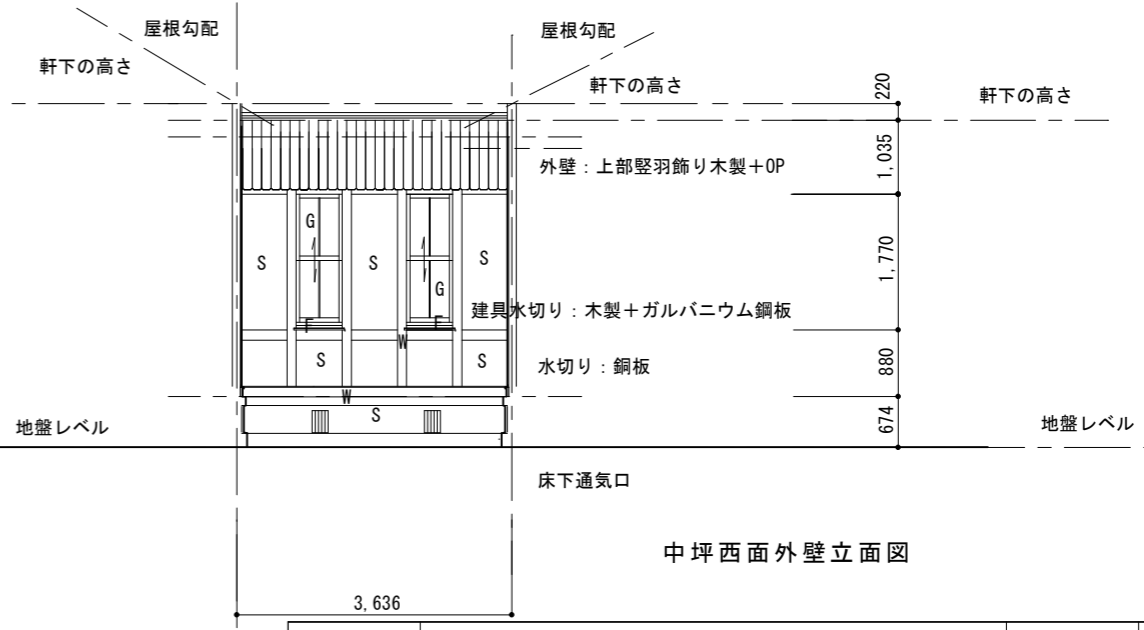 屋根勾配
屋根勾配
軒下の高さ
軒下の高さ
220
軒下の高さ
外壁：上部竪羽飾り木製＋OP
1,035
G
S
S
S
1,770
G
建具水切り：木製＋ガルバニウム鋼板
F
F
W
S
S
水切り：銅板
880
W
S
674
地盤レベル
地盤レベル
床下通気口
中坪西面外壁立面図
3,636